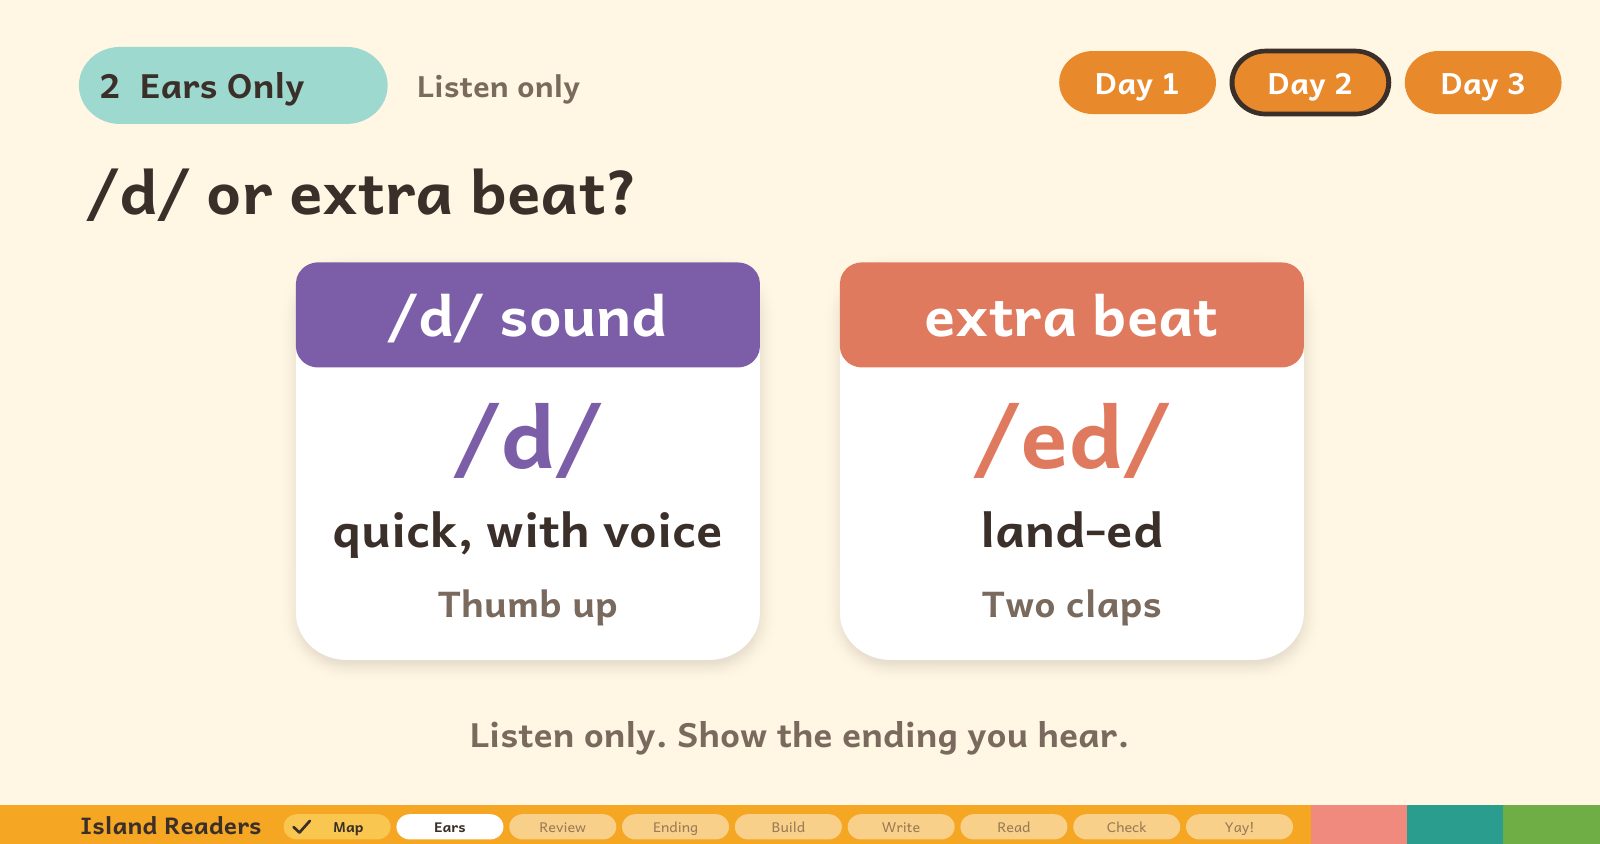 2 Ears Only
Listen only
Day 1
Day 2
Day 3
/d/ or extra beat?
/d/ sound
/d/
quick, with voice
Thumb up
extra beat
/ed/
land-ed
Two claps
Listen only. Show the ending you hear.
Island Readers
Map
Ears
Review
Ending
Build
Write
Read
Check
Yay!